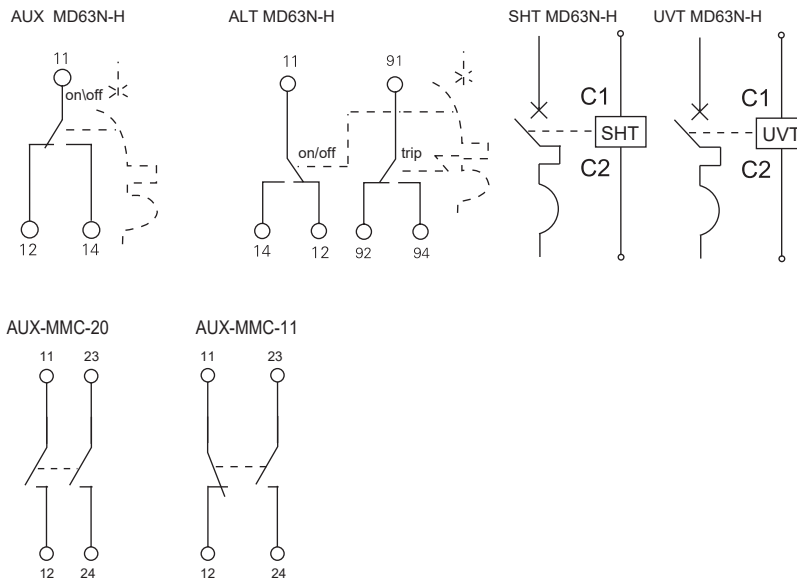 AUX MD63N-H
ALT MD63N-H
SHT MD63N-H
UVT MD63N-H
11
on\off
12
14
11
91
on/off
trip
14
12
92
94
C1
SHT
C2
C1
UVT
C2
AUX-MMC-20
AUX-MMC-11
11
23
12
24
11
23
12
24